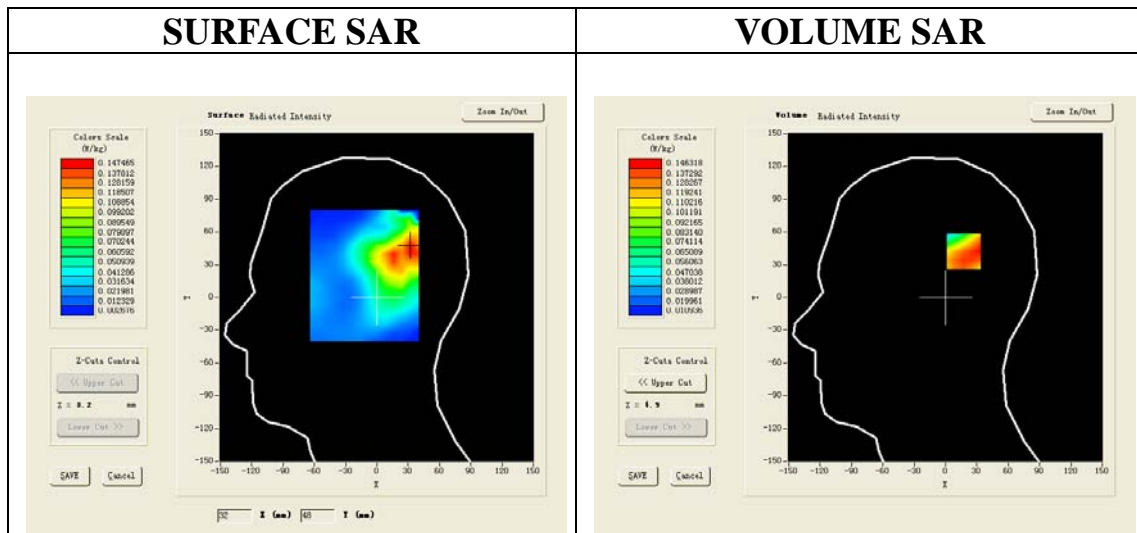 SURFACE SAR
VOLUME SAR
Surface Radiated Intensity
Zoom In/Out
Colors Scale
(W/kg)
0.147465
0.137812
0.128159
0.118507
0.108854
0.099202
0.089549
0.079897
0.070244
0.060592
0.050939
0.041286
0.031634
0.021981
0.012329
0.002676
150
120
90
60
30
0
-30
-60
-90
-120
-150
Y
-150 -120 -90 -60 -30 0 30 60 90 120 150
X
Z-Cuts Control
<< Upper Cut
mm
Lower Cut >>
SAVE
Cancel
32 X (mm) 48 Y (mm)
Volume Radiated Intensity
Zoom In/Out
Colors Scale
(W/kg)
0.146318
0.137292
0.128267
0.119241
0.110216
0.101191
0.092165
0.083140
0.074114
0.065089
0.056063
0.047038
0.038012
0.028987
0.019961
0.010936
150
120
90
60
30
0
-30
-60
-90
-120
-150
Y
-150 -120 -90 -60 -30 0 30 60 90 120 150
X
Z-Cuts Control
<< Upper Cut
mm
Lower Cut >>
SAVE
Cancel